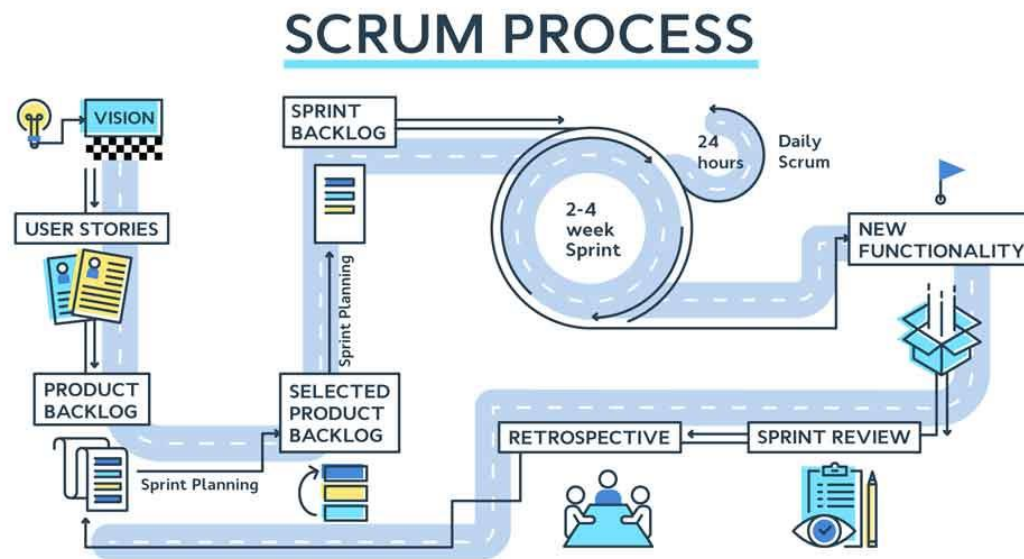 SCRUM PROCESS
VISION
USER STORIES
PRODUCT
BACKLOG
Sprint Planning
SELECTED
PRODUCT
BACKLOG
Sprint Planning
SPRINT
BACKLOG
2-4
week
Sprint
24
hours
Daily
Scrum
NEW
FUNCTIONALITY
SPRINT REVIEW
RETROSPECTIVE